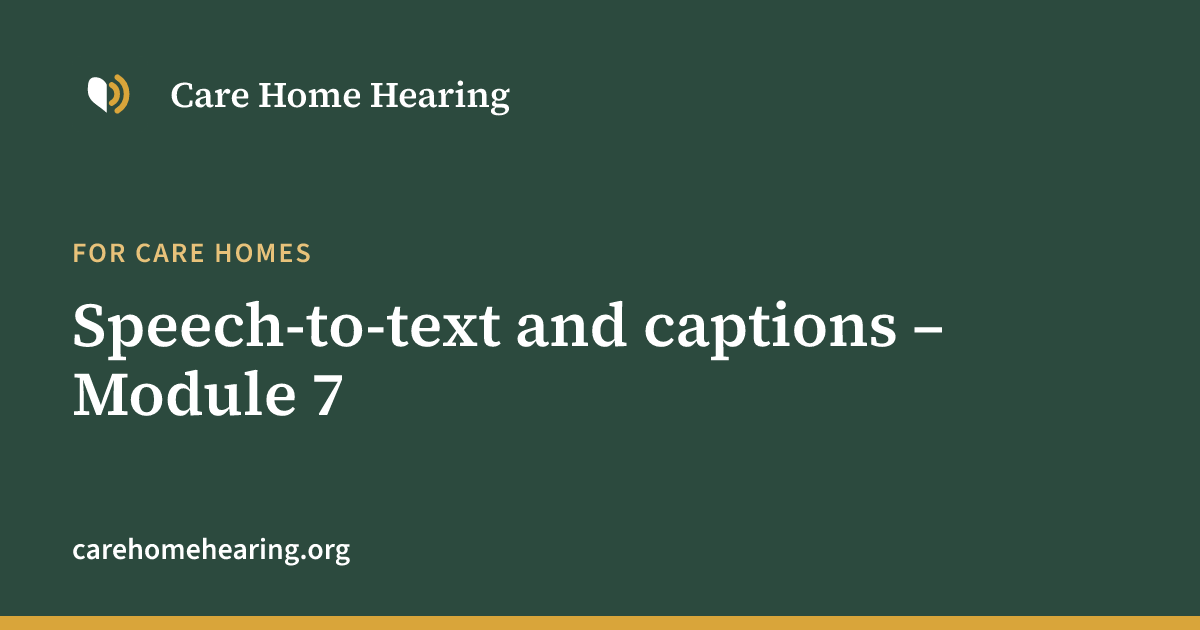 Care Home Hearing
FOR CARE HOMES
Speech-to-text and captions –
Module 7
carehomehearing.org